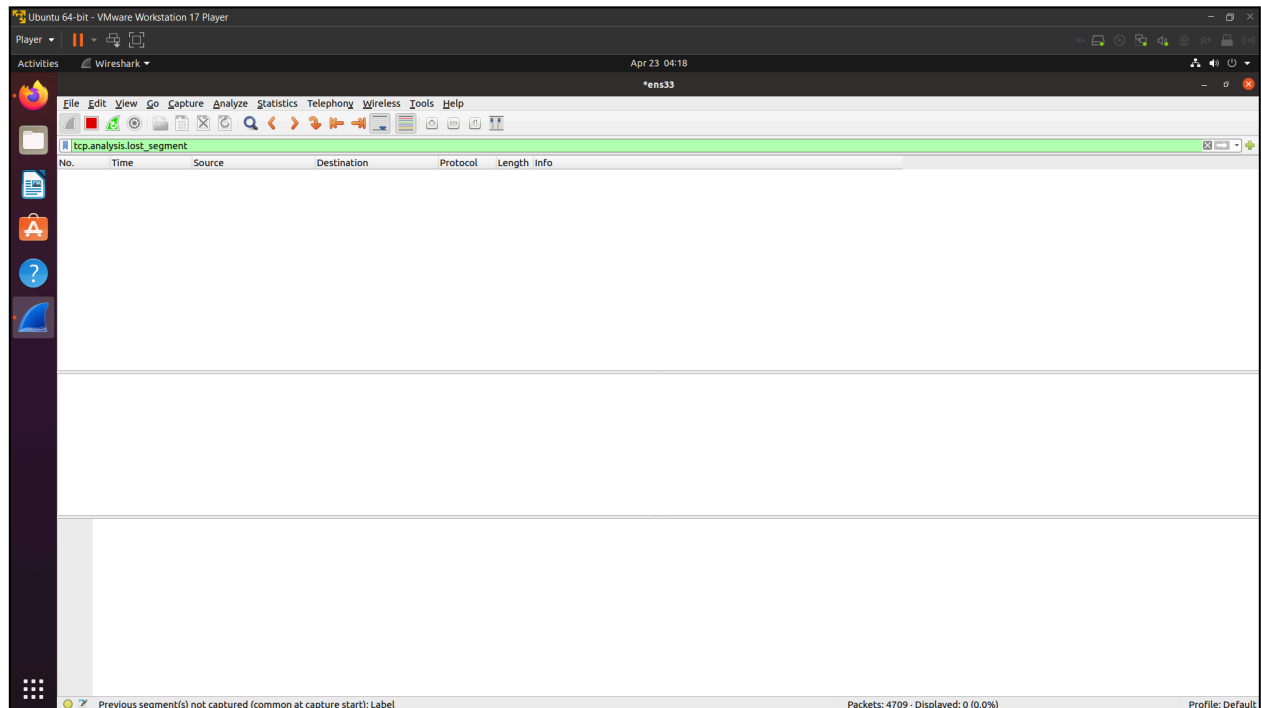 Ubuntu 64-bit - VMware Workstation 17 Player
Player
Activities Wireshark Apr 23 04:18
*ens33
File Edit View Go Capture Analyze Statistics Telephony Wireless Tools Help
tcp.analysis.lost_segment
No. Time Source Destination Protocol Length Info
Previous segment(s) not captured (common at capture start): Label Packets: 4709 · Displayed: 0 (0.0%) Profile: Default